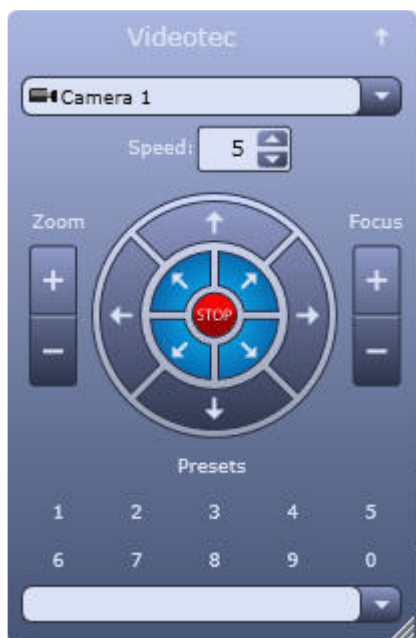 Videotec
Camera 1
Speed: 5
Zoom
Focus
+
+
STOP
-
-
Presets
1 2 3 4 5
6 7 8 9 0